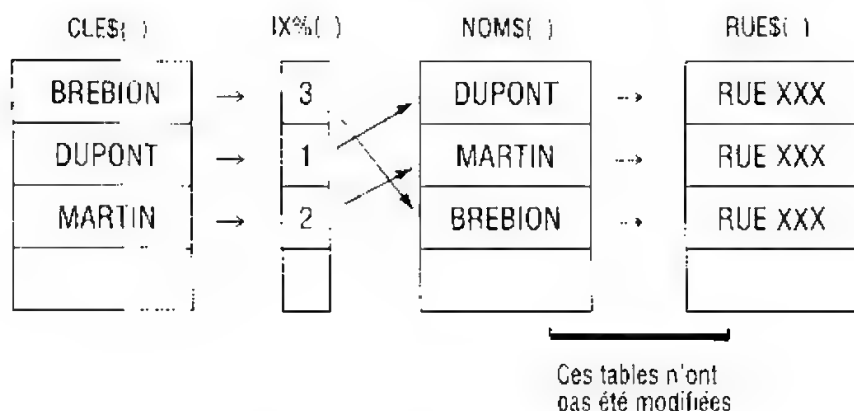 CLE$( ) IX%( ) NOM$( ) RUE$( )
BREBION → 3 DUPONT → RUE XXX
DUPONT → 1 MARTIN → RUE XXX
MARTIN → 2 BREBION → RUE XXX
Ces tables n'ont
pas été modifiées